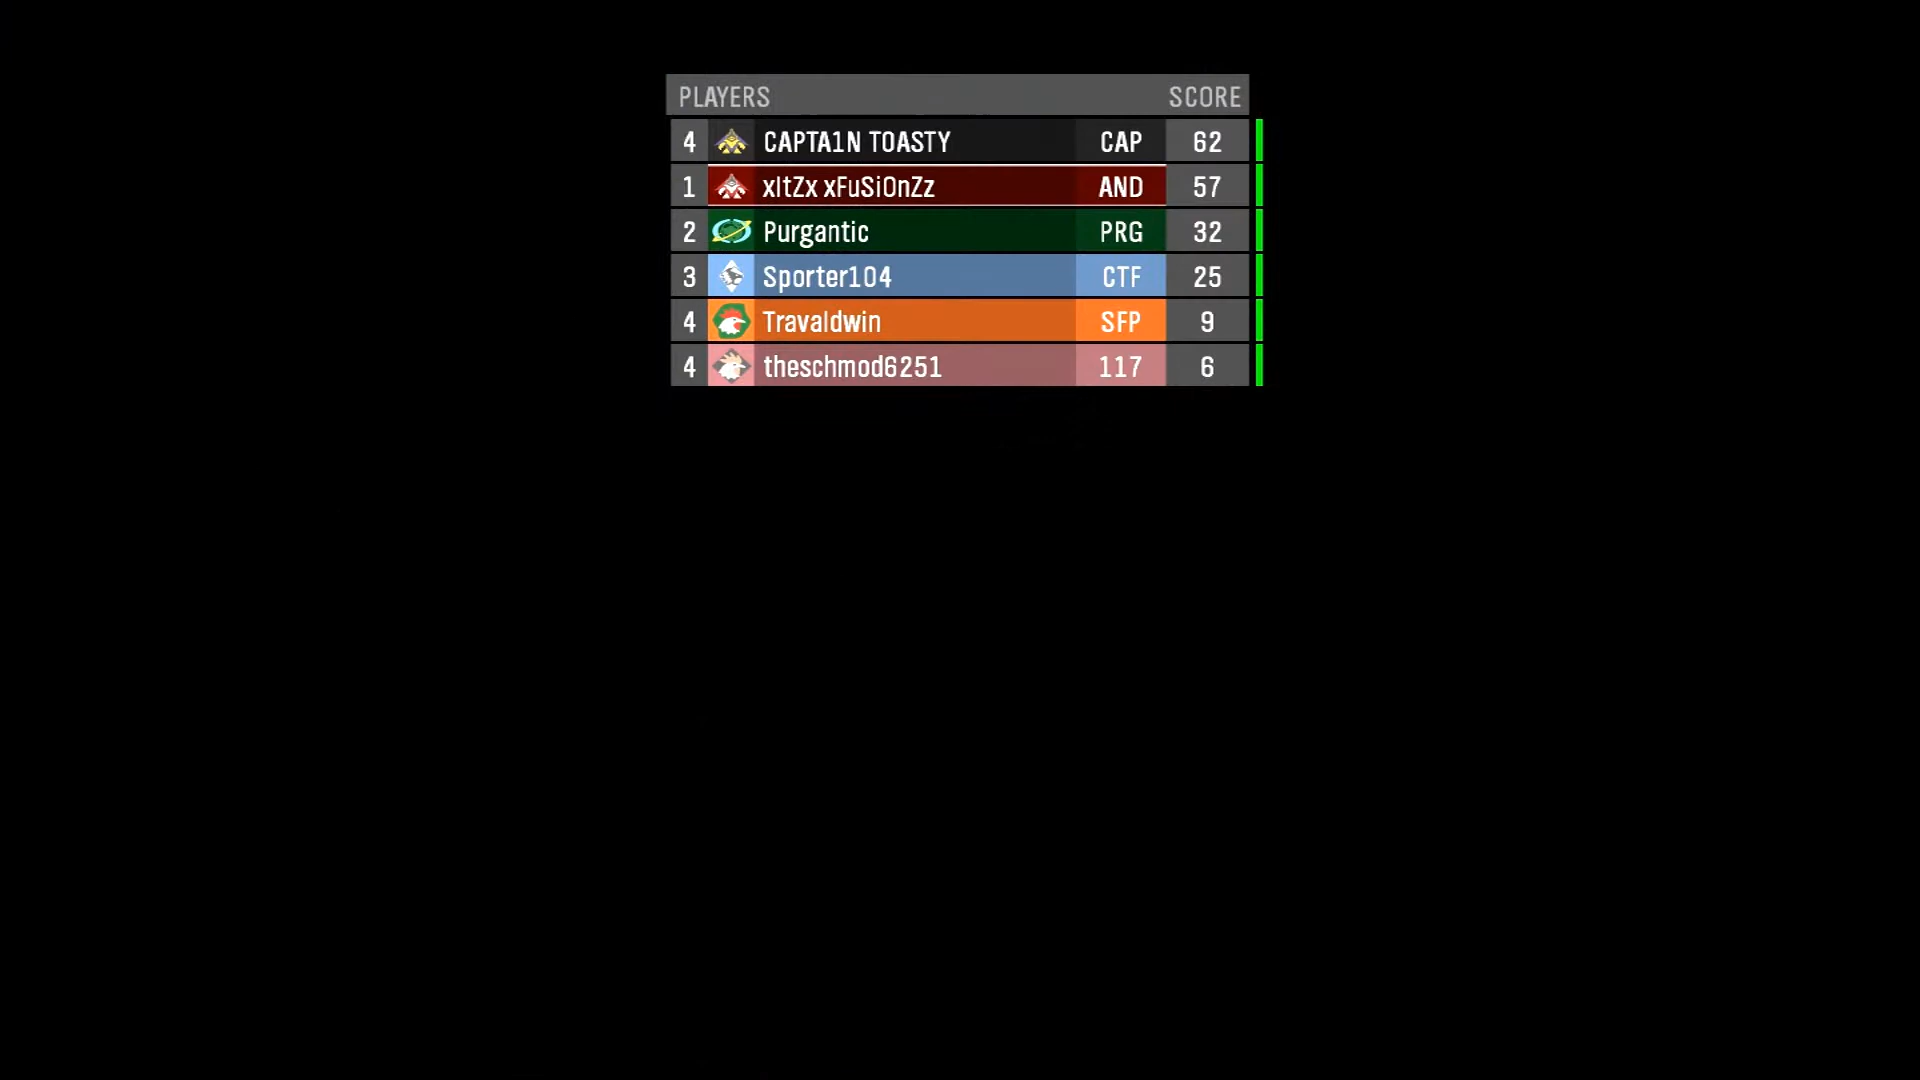 PLAYERS SCORE
4 CAPTA1N TOASTY CAP 62
1 xItZx xFuSiOnZz AND 57
2 Purgantic PRG 32
3 Sporter104 CTF 25
4 Travaldwin SFP 9
4 theschmod6251 117 6